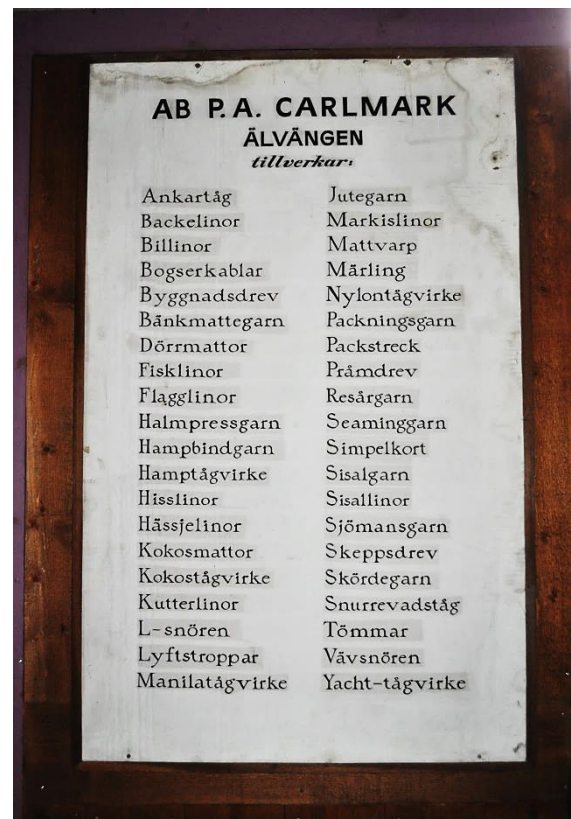 AB P.A. CARLMARK
ÄLVÄNGEN
tillverkar:
Ankartåg
Backelinor
Billinor
Bogserkablar
Byggnadsdrev
Bänkmattegarn
Dörrmattor
Fisklinor
Flagglinor
Halmpressgarn
Hampbindgarn
Hamptågvirke
Hisslinor
Hässjelinor
Kokosmattor
Kokostågvirke
Kutterlinor
L-snören
Lyftstroppar
Manilatågvirke
Jutegarn
Markislinor
Mattvarp
Märling
Nylontågvirke
Packningsgarn
Packstreck
Pråmdrev
Resårgarn
Seaminggarn
Simpelkort
Sisalgarn
Sisallinor
Sjömansgarn
Skeppsdrev
Skördegarn
Snurrevadståg
Tömmar
Vävsnören
Yacht-tågvirke